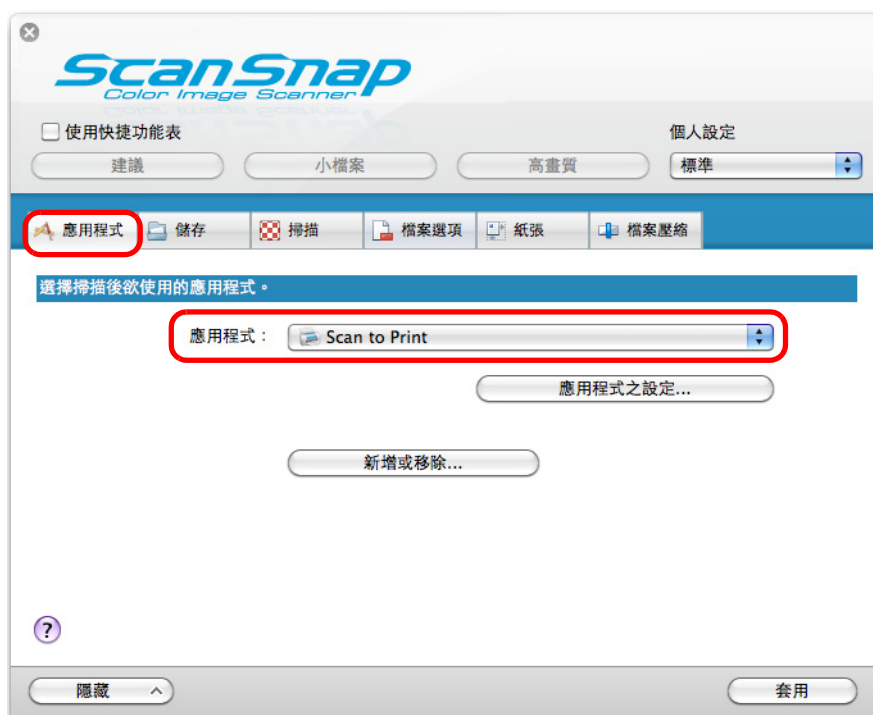 ScanSnap
Color Image Scanner
使用快捷功能表
個人設定
建議
小檔案
高畫質
標準
應用程式
儲存
掃描
檔案選項
紙張
檔案壓縮
選擇掃描後欲使用的應用程式。
應用程式：
Scan to Print
應用程式之設定...
新增或移除...
?
隱藏
套用